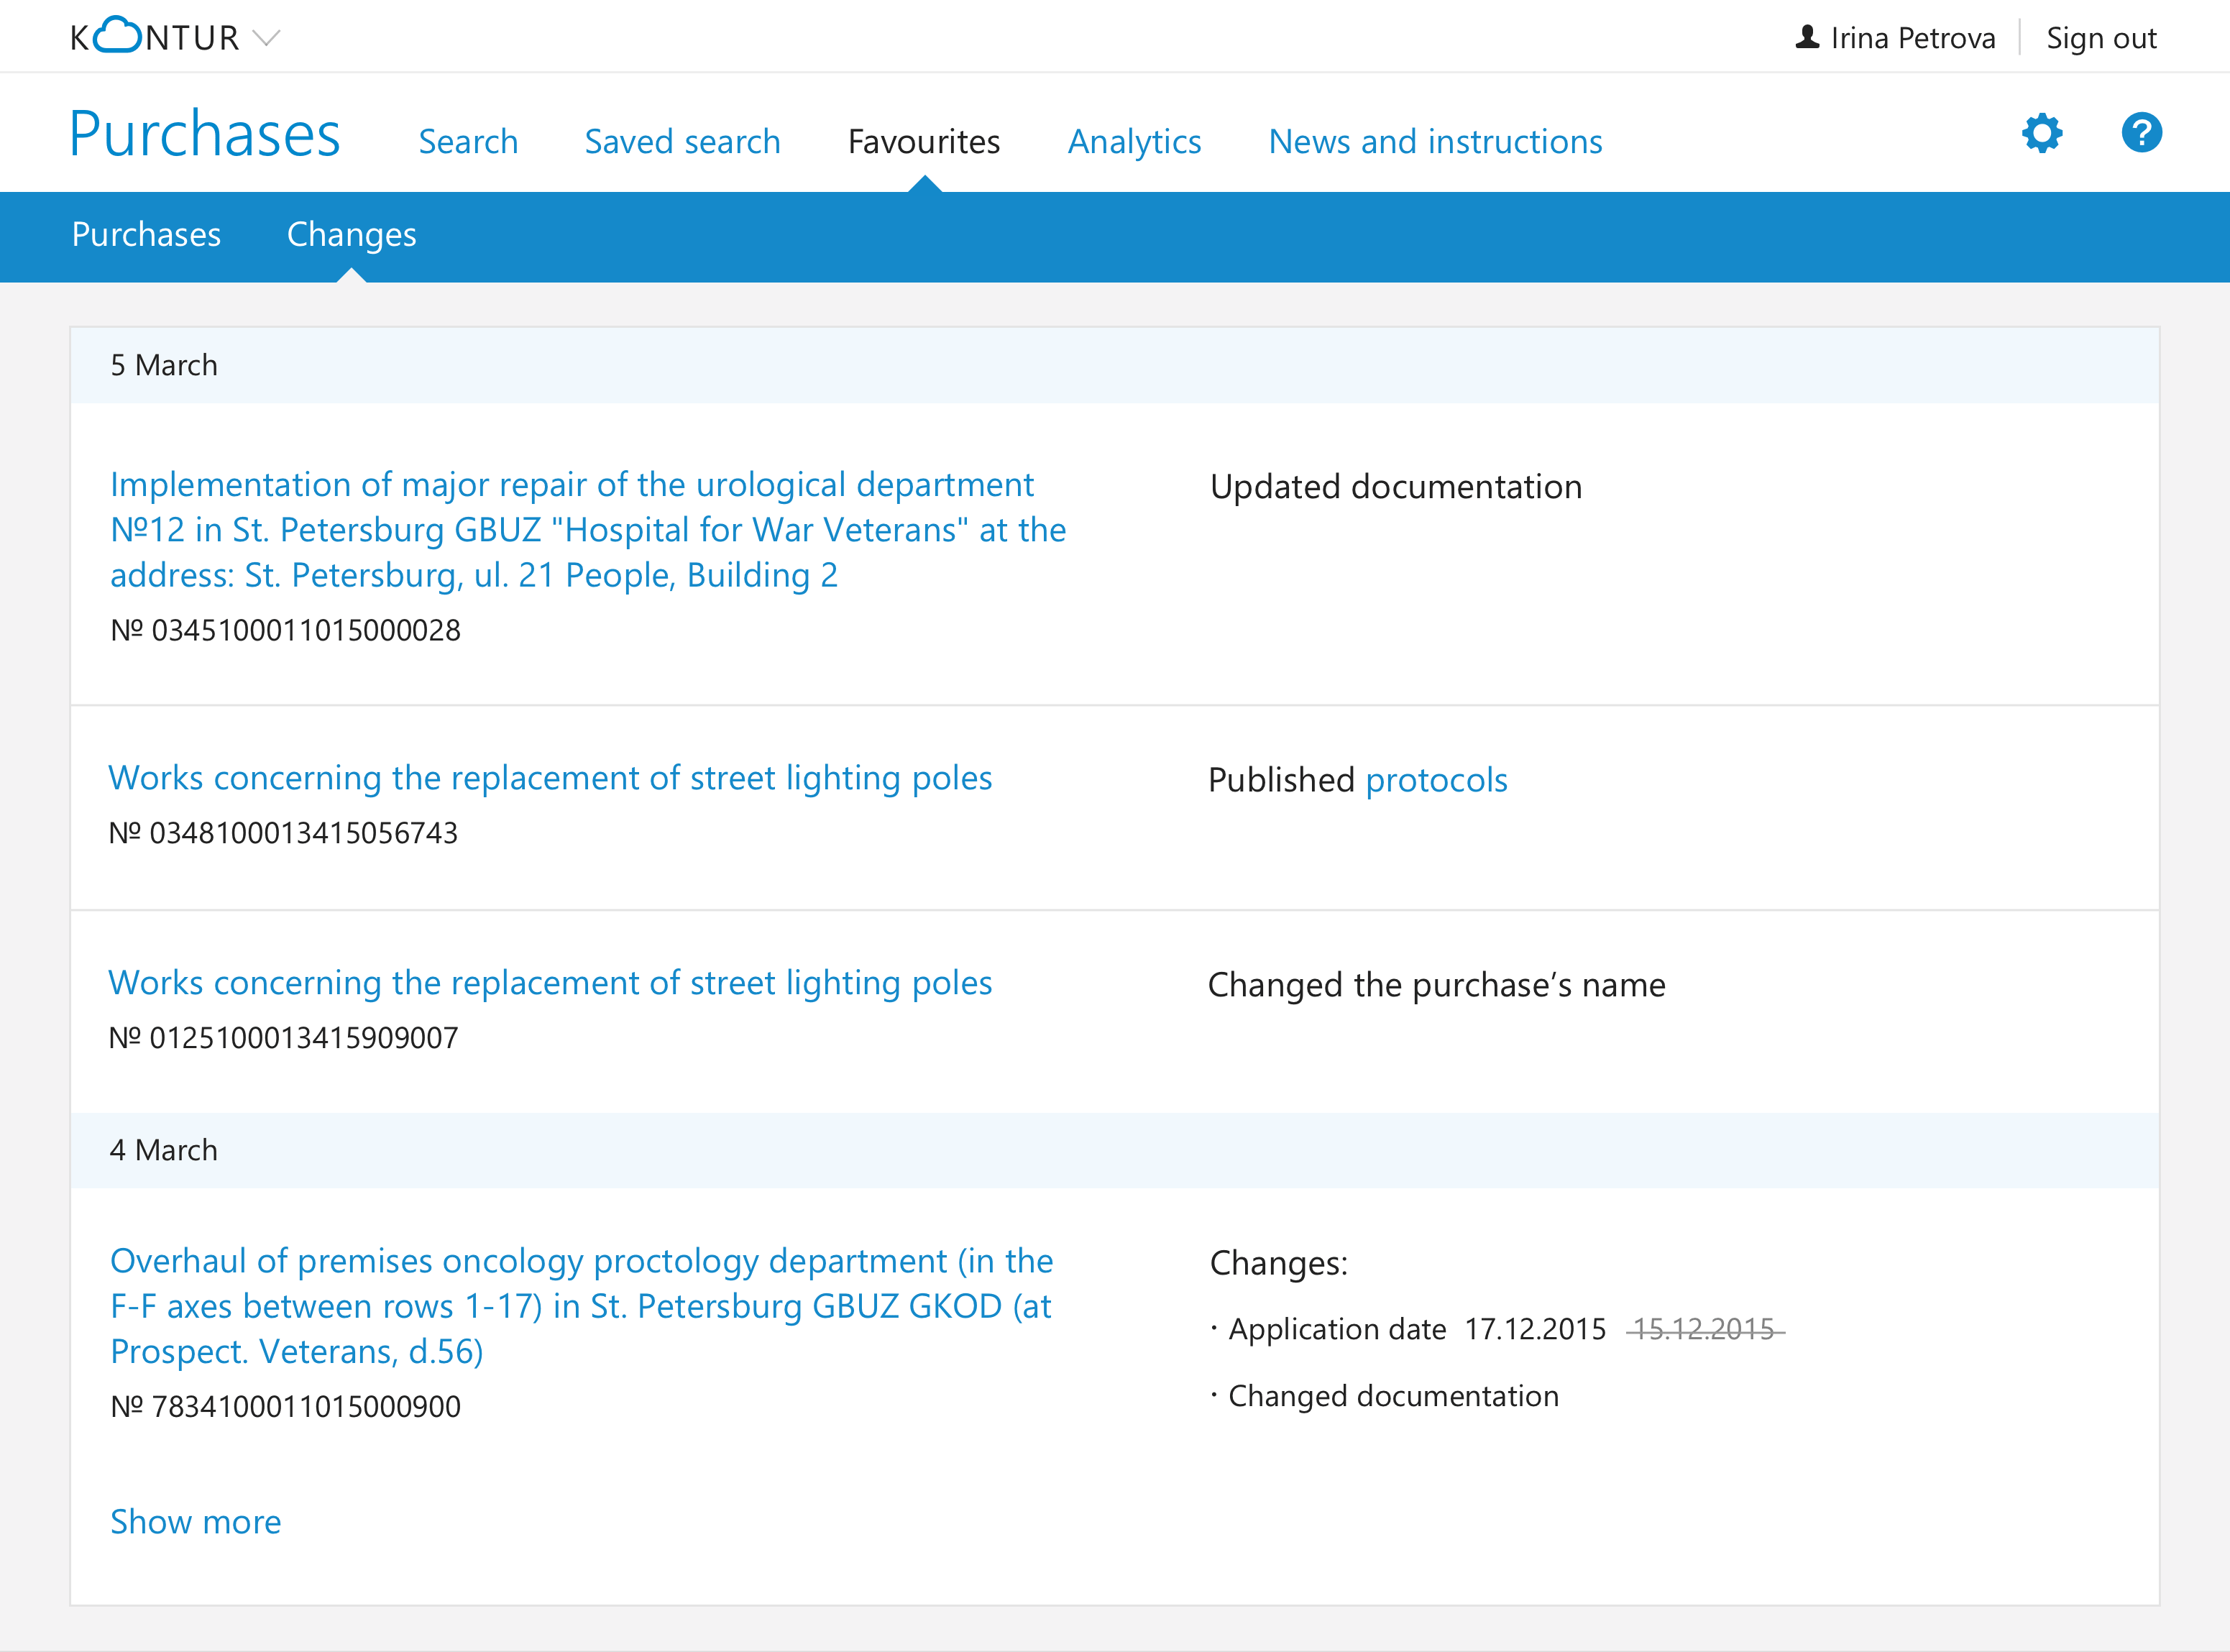 KONTUR
Irina Petrova
Sign out
Purchases
Search
Saved search
Favourites
Analytics
News and instructions
?
Purchases
Changes
5 March
Implementation of major repair of the urological department
№12 in St. Petersburg GBUZ "Hospital for War Veterans" at the
address: St. Petersburg, ul. 21 People, Building 2
№ 0345100011015000028
Updated documentation
Works concerning the replacement of street lighting poles
№ 0348100013415056743
Published protocols
Works concerning the replacement of street lighting poles
№ 0125100013415909007
Changed the purchase’s name
4 March
Overhaul of premises oncology proctology department (in the
F-F axes between rows 1-17) in St. Petersburg GBUZ GKOD (at
Prospect. Veterans, d.56)
№ 7834100011015000900
Changes:
· Application date 17.12.2015 15.12.2015
· Changed documentation
Show more